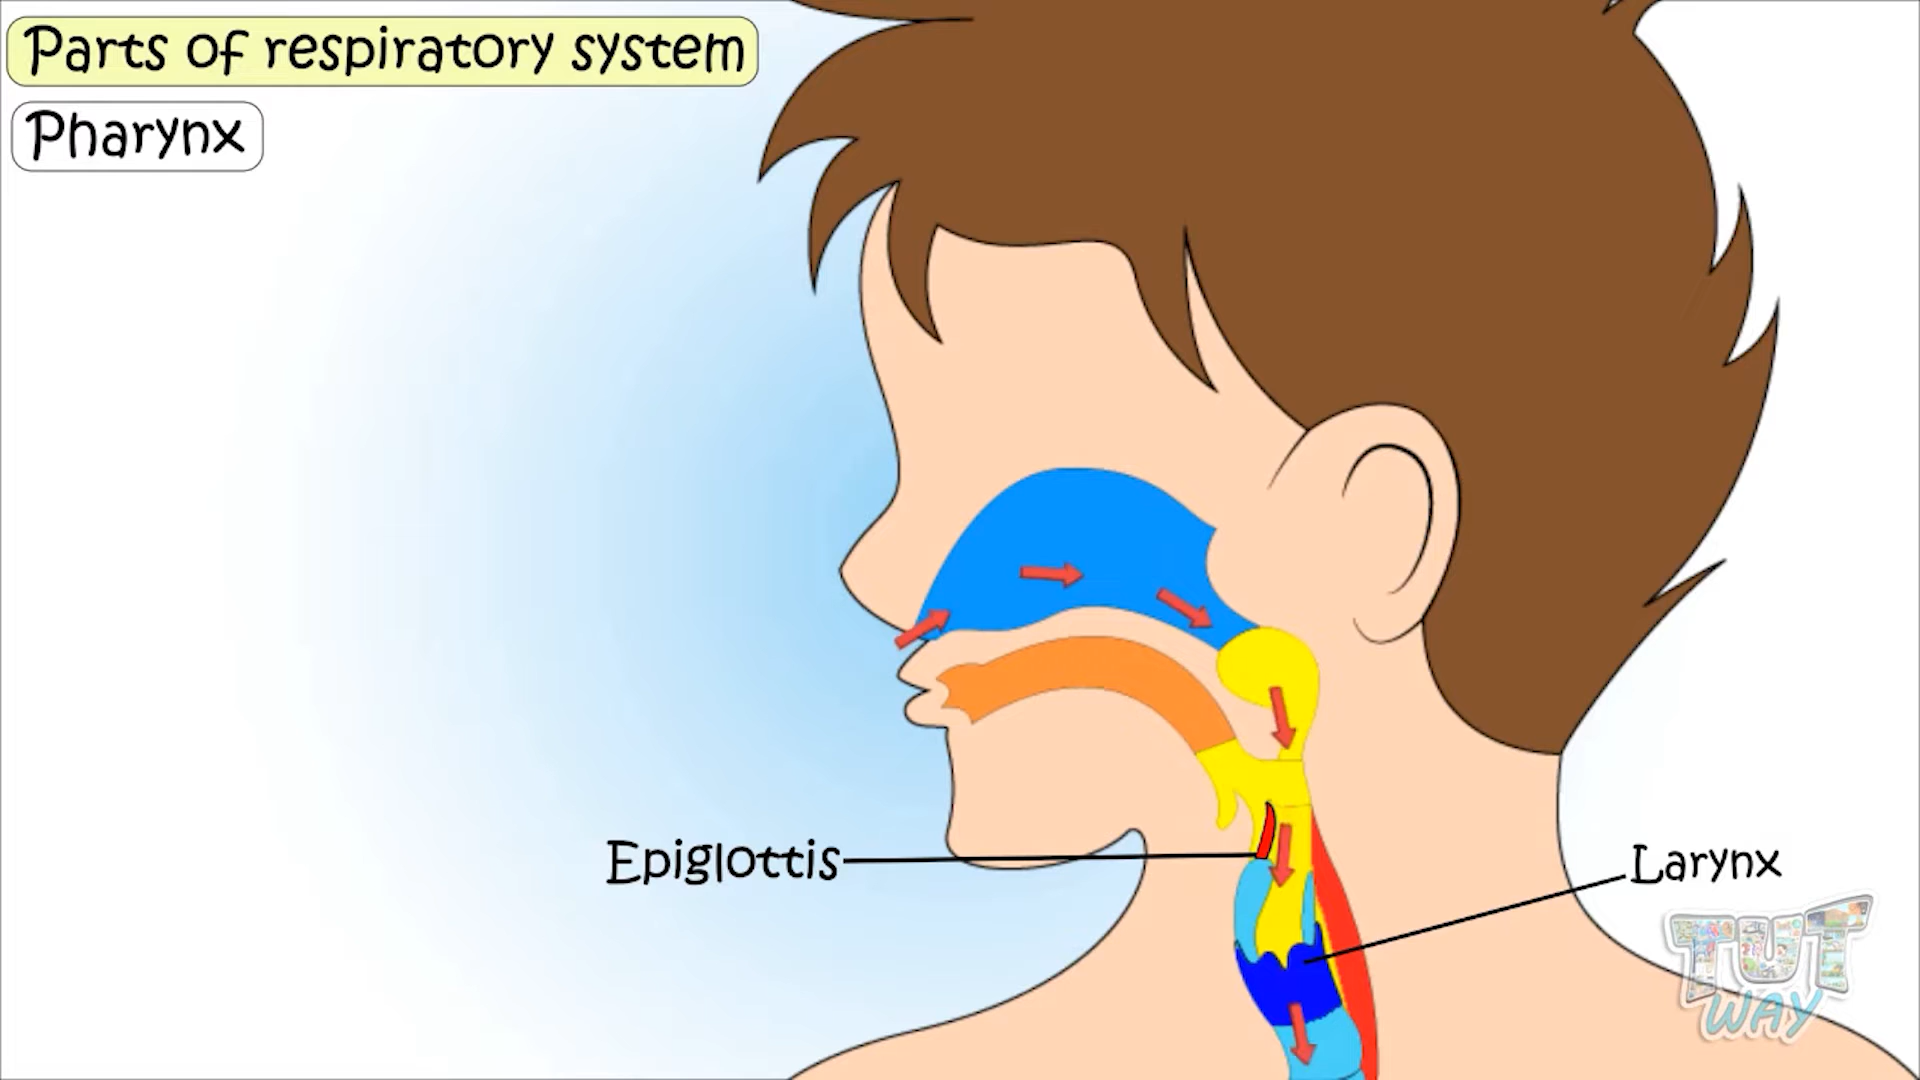 Parts of respiratory system
Pharynx
Epiglottis
Larynx
TUT
WAY